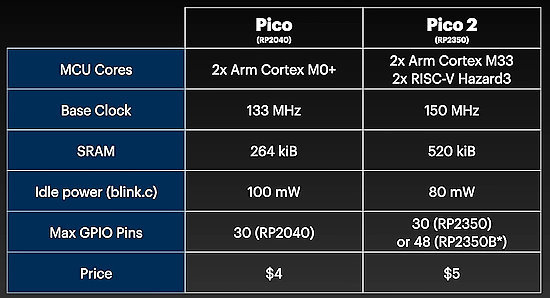 Pico
(RP2040)
Pico 2
(RP2350)
MCU Cores
2x Arm Cortex M0+
2x Arm Cortex M33
2x RISC-V Hazard3
Base Clock
133 MHz
150 MHz
SRAM
264 kiB
520 kiB
Idle power (blink.c)
100 mW
80 mW
Max GPIO Pins
30 (RP2040)
30 (RP2350)
or 48 (RP2350B*)
Price
$4
$5